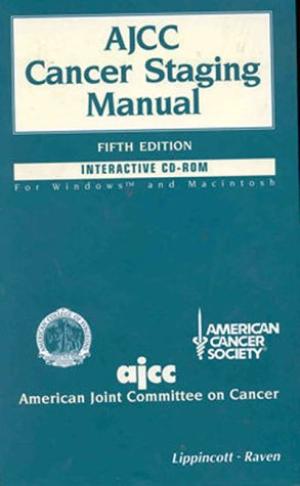 AJCC
Cancer Staging
Manual
FIFTH EDITION
INTERACTIVE CD-ROM
For Windows™ and Macintosh
AMERICAN
CANCER
SOCIETY®
ajcc
American Joint Committee on Cancer
Lippincott - Raven